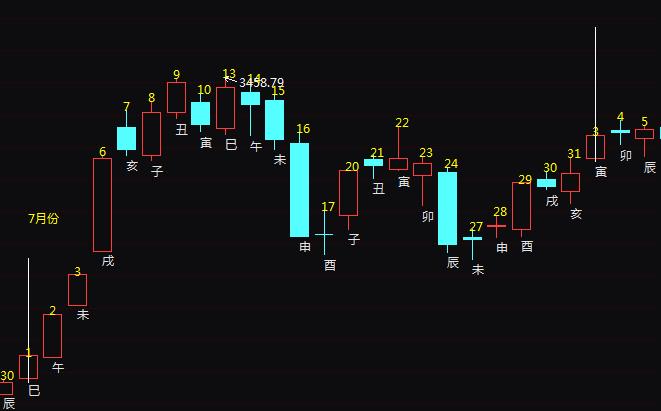 30
辰
1
巳
2
午
3
未
7月份
6
戌
7
亥
8
子
9
丑
10
寅
13
巳
3458.79
14
午
15
未
16
申
17
酉
20
子
21
丑
22
寅
23
卯
24
辰
27
未
28
申
29
酉
30
戌
31
亥
3
寅
4
卯
5
辰